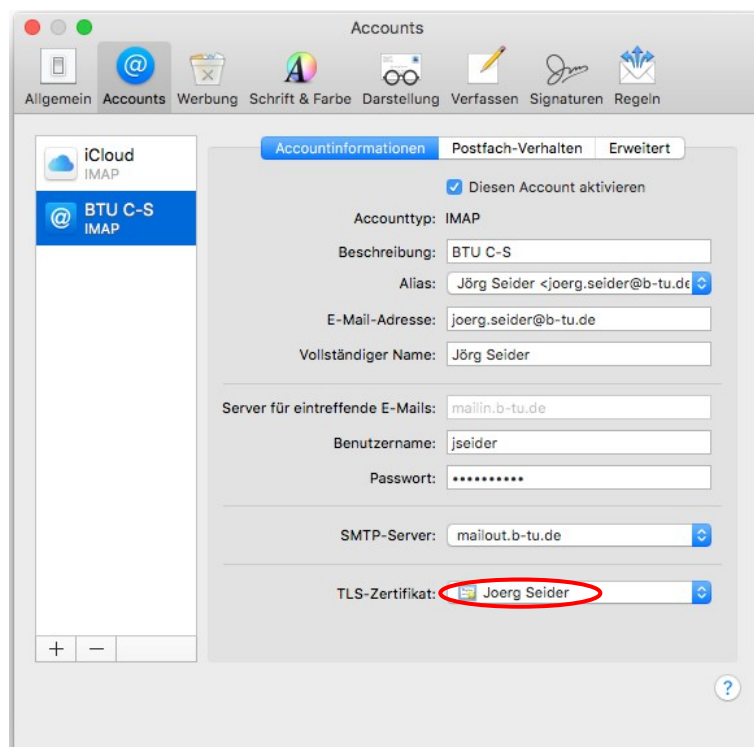 Accounts
Allgemein Accounts Werbung Schrift & Farbe Darstellung Verfassen Signaturen Regeln
iCloud
IMAP
BTU C-S
IMAP
Accountinformationen Postfach-Verhalten Erweitert
Diesen Account aktivieren
Accounttyp: IMAP
Beschreibung: BTU C-S
Alias: Jörg Seider <joerg.seider@b-tu.de
E-Mail-Adresse: joerg.seider@b-tu.de
Vollständiger Name: Jörg Seider
Server für eintreffende E-Mails: mailin.b-tu.de
Benutzername: jseider
Passwort: ••••••••••
SMTP-Server: mailout.b-tu.de
TLS-Zertifikat: Joerg Seider
+ −
?